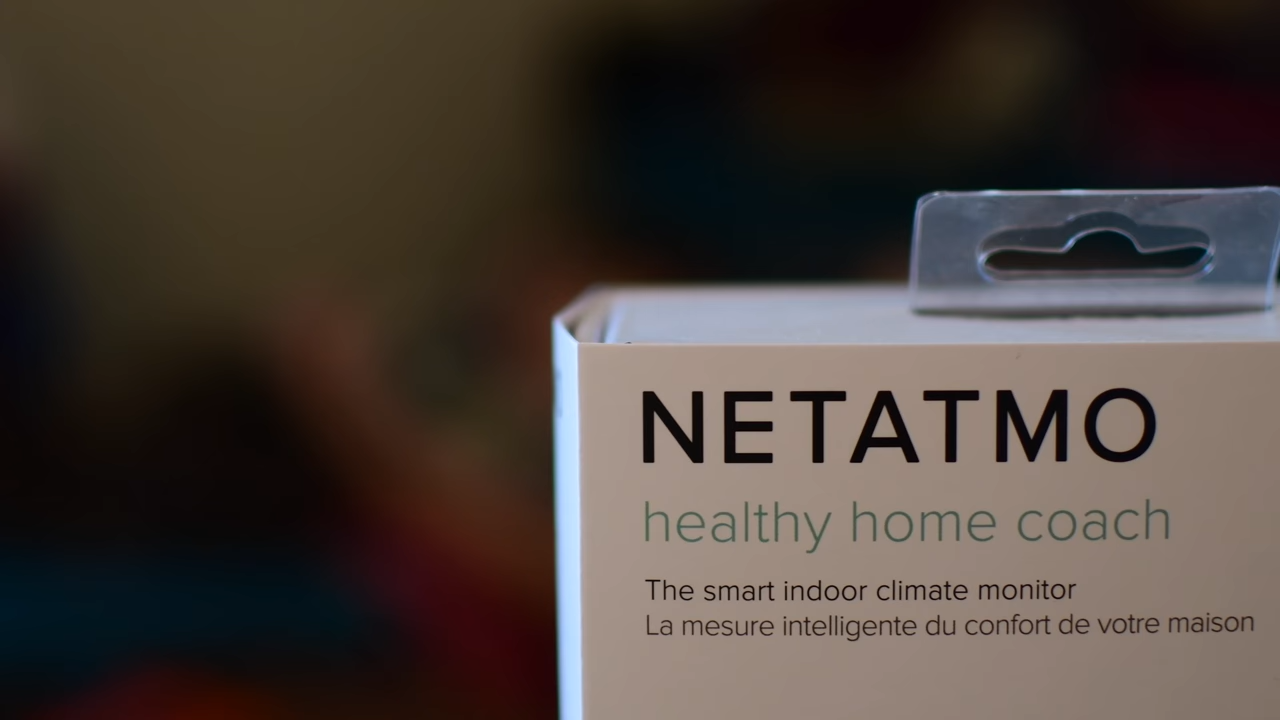 NETATMO
healthy home coach
The smart indoor climate monitor
La mesure intelligente du confort de votre maison